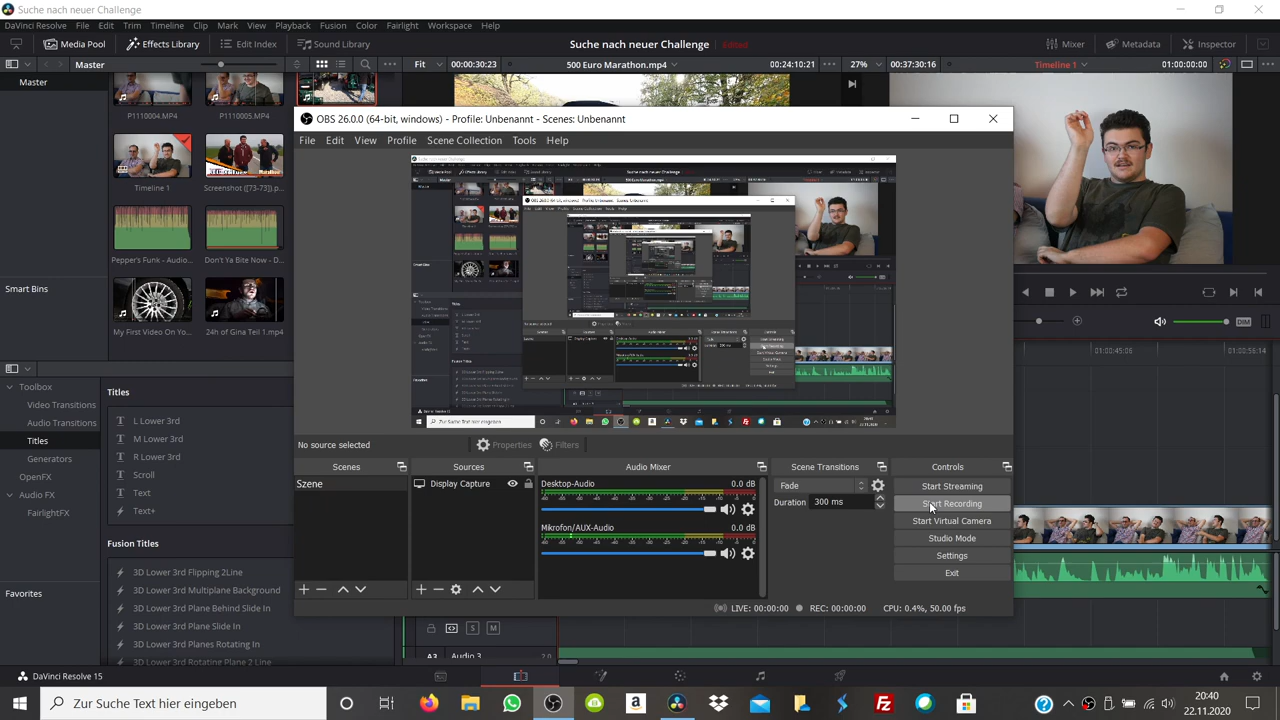 Suche nach neuer Challenge
DaVinci Resolve File Edit Trim Timeline Clip Mark View Playback Fusion Color Fairlight Workspace Help
Media Pool Effects Library Edit Index Sound Library Suche nach neuer Challenge Edited Mixer Metadata Inspector
Master Fit 00:00:30:23 500 Euro Marathon.mp4 00:24:10:21 27% 00:37:30:16 Timeline 1 01:00:00:00
Master
P1110004.MP4 P1110005.MP4
Timeline 1 Screenshot ([73-73]).p...
Pepper's Funk - Audio... Don't Ya Bite Now - D...
Smart Bins
My First Video On Yo... 24h of Gina Teil 1.mp4
Toolbox
Video Transitions
Audio Transitions
Titles
Generators
OpenFX
Audio FX
FairlightFX
Favorites
Titles
L Lower 3rd
M Lower 3rd
R Lower 3rd
Scroll
Text
Text+
Fusion Titles
3D Lower 3rd Flipping 2Line
3D Lower 3rd Multiplane Background
3D Lower 3rd Plane Behind Slide In
3D Lower 3rd Plane Slide In
3D Lower 3rd Planes Rotating In
3D Lower 3rd Rotating Plane 2 Line
OBS 26.0.0 (64-bit, windows) - Profile: Unbenannt - Scenes: Unbenannt
File Edit View Profile Scene Collection Tools Help
No source selected Properties Filters
Scenes Sources Audio Mixer Scene Transitions Controls
Szene
Display Capture
Desktop-Audio 0.0 dB
Mikrofon/AUX-Audio 0.0 dB
Fade
Duration 300 ms
Start Streaming
Start Recording
Start Virtual Camera
Studio Mode
Settings
Exit
LIVE: 00:00:00 REC: 00:00:00 CPU: 0.4%, 50.00 fps
DIM
01:00:45:06 01:00:56:14
S M
A3 Audio 3 2.0
DaVinci Resolve 15
Zur Suche Text hier eingeben
20:40
22.11.2020